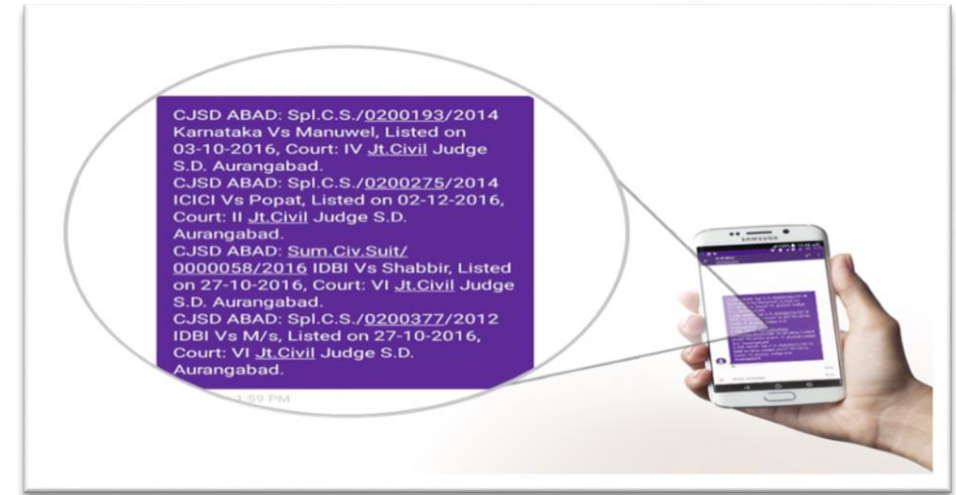 CJSD ABAD: Spl.C.S./0200193/2014
Karnataka Vs Manuwel, Listed on
03-10-2016, Court: IV Jt.Civil Judge
S.D. Aurangabad.
CJSD ABAD: Spl.C.S./0200275/2014
ICICI Vs Popat, Listed on 02-12-2016,
Court: II Jt.Civil Judge S.D.
Aurangabad.
CJSD ABAD: Sum.Civ.Suit/
0000058/2016 IDBI Vs Shabbir, Listed
on 27-10-2016, Court: VI Jt.Civil Judge
S.D. Aurangabad.
CJSD ABAD: Spl.C.S./0200377/2012
IDBI Vs M/s, Listed on 27-10-2016,
Court: VI Jt.Civil Judge S.D.
Aurangabad.
1:59 PM
SAMSUNG